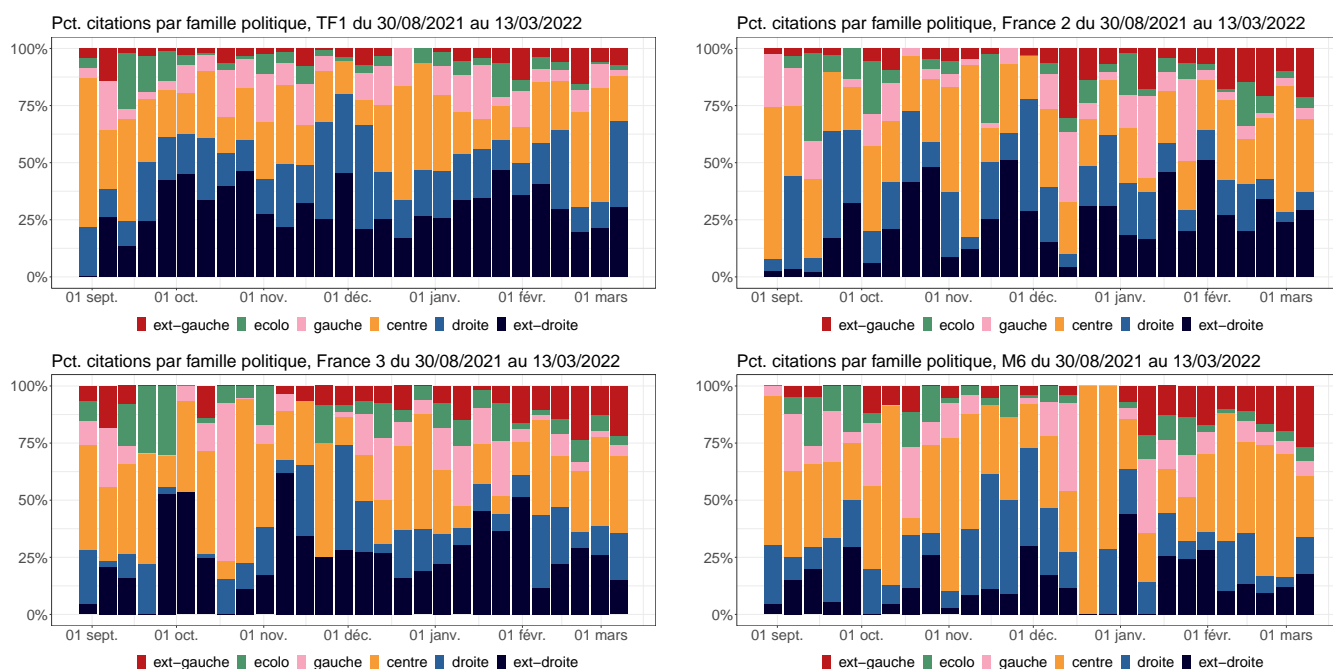 Pct. citations par famille politique, TF1 du 30/08/2021 au 13/03/2022
100%
75%
50%
25%
0%
01 sept. 01 oct. 01 nov. 01 déc. 01 janv. 01 févr. 01 mars
ext-gauche ecolo gauche centre droite ext-droite
Pct. citations par famille politique, France 2 du 30/08/2021 au 13/03/2022
100%
75%
50%
25%
0%
01 sept. 01 oct. 01 nov. 01 déc. 01 janv. 01 févr. 01 mars
ext-gauche ecolo gauche centre droite ext-droite
Pct. citations par famille politique, France 3 du 30/08/2021 au 13/03/2022
100%
75%
50%
25%
0%
01 sept. 01 oct. 01 nov. 01 déc. 01 janv. 01 févr. 01 mars
ext-gauche ecolo gauche centre droite ext-droite
Pct. citations par famille politique, M6 du 30/08/2021 au 13/03/2022
100%
75%
50%
25%
0%
01 sept. 01 oct. 01 nov. 01 déc. 01 janv. 01 févr. 01 mars
ext-gauche ecolo gauche centre droite ext-droite